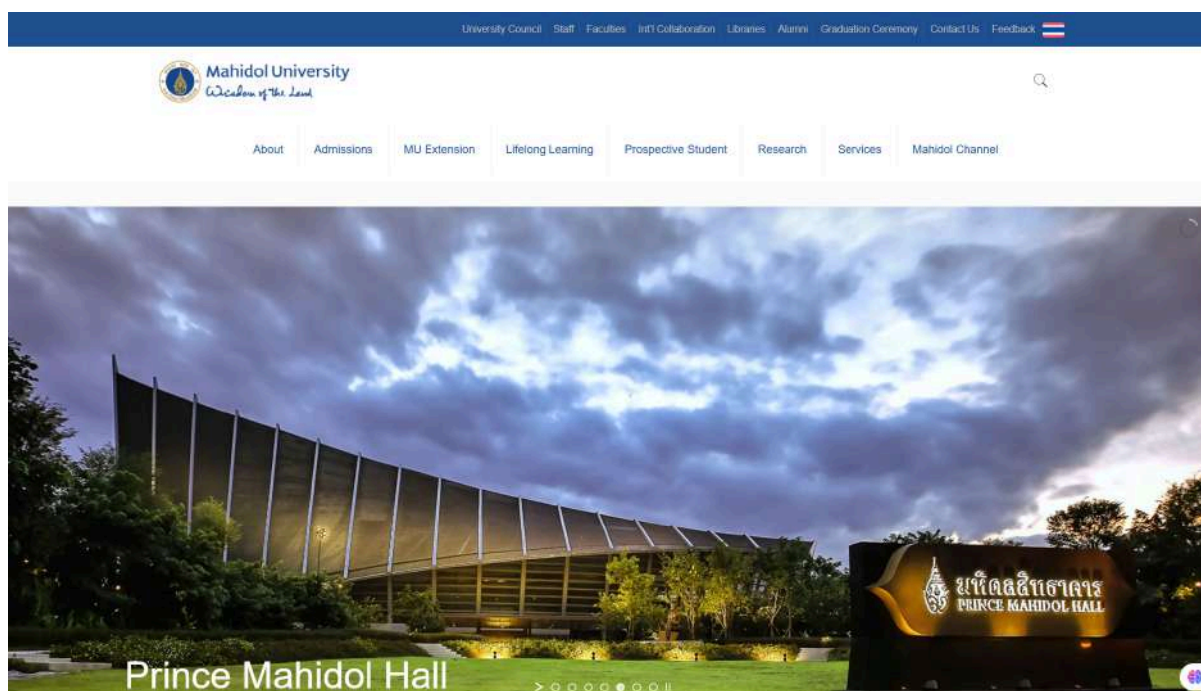 University Council Staff Faculties Int'l Collaboration Libraries Alumni Graduation Ceremony Contact Us Feedback
Mahidol University
Wisdom of the Land
About Admissions MU Extension Lifelong Learning Prospective Student Research Services Mahidol Channel
มหิดลสิทธาคาร
PRINCE MAHIDOL HALL
Prince Mahidol Hall